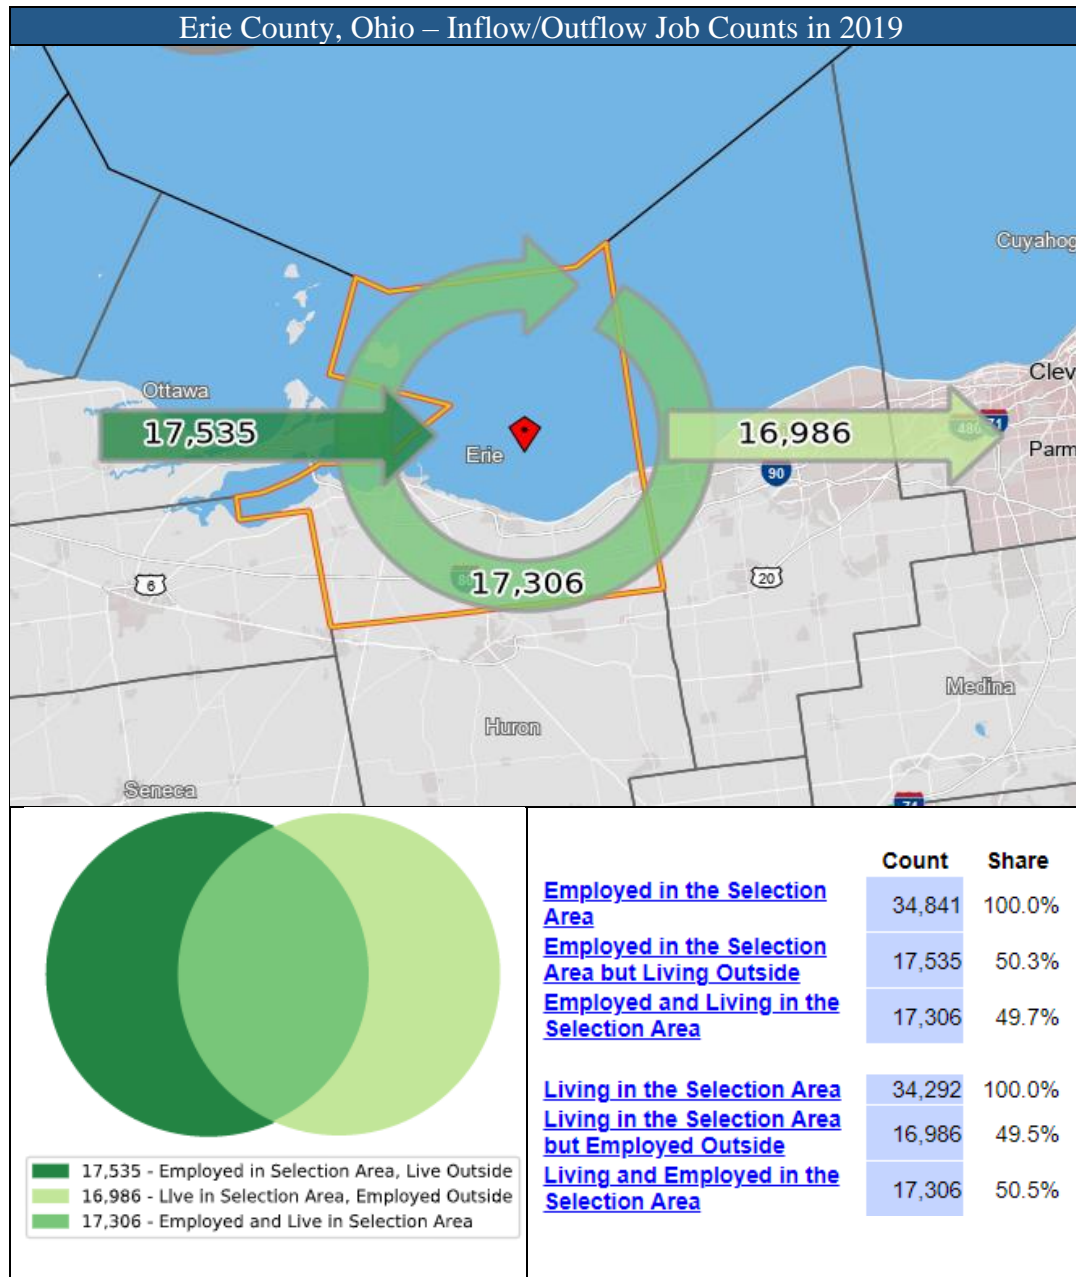 Erie County, Ohio – Inflow/Outflow Job Counts in 2019
Cuyahog
Ottawa
Clev
17,535
16,986
71
480
Erie
Parm
90
80
17,306
6
20
Medina
Huron
Seneca
71
Count Share
Employed in the Selection
Area 34,841 100.0%
Employed in the Selection
Area but Living Outside 17,535 50.3%
Employed and Living in the
Selection Area 17,306 49.7%
Living in the Selection Area 34,292 100.0%
Living in the Selection Area
but Employed Outside 16,986 49.5%
Living and Employed in the
Selection Area 17,306 50.5%
17,535 - Employed in Selection Area, Live Outside
16,986 - Live in Selection Area, Employed Outside
17,306 - Employed and Live in Selection Area